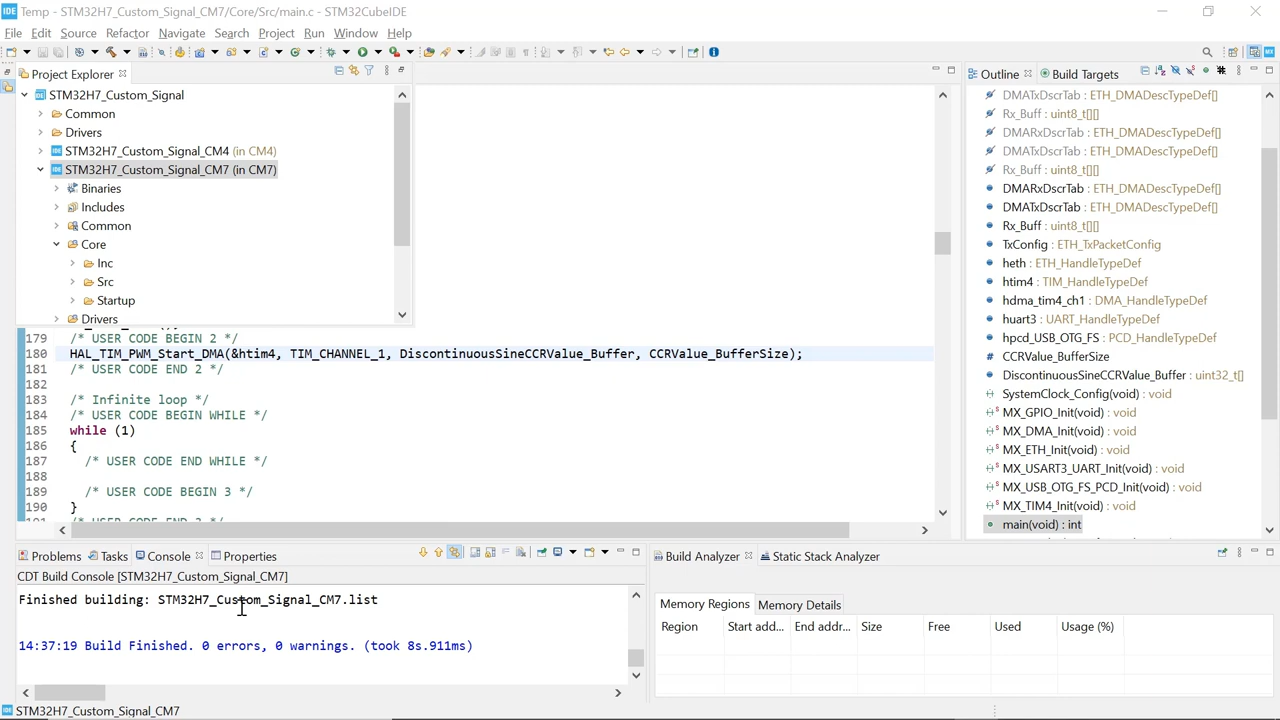 Temp - STM32H7_Custom_Signal_CM7/Core/Src/main.c - STM32CubeIDE
File Edit Source Refactor Navigate Search Project Run Window Help
Project Explorer
STM32H7_Custom_Signal
Common
Drivers
STM32H7_Custom_Signal_CM4 (in CM4)
STM32H7_Custom_Signal_CM7 (in CM7)
Binaries
Includes
Common
Core
Inc
Src
Startup
Drivers
179 /* USER CODE BEGIN 2 */
180 HAL_TIM_PWM_Start_DMA(&htim4, TIM_CHANNEL_1, DiscontinuousSineCCRValue_Buffer, CCRValue_BufferSize);
181 /* USER CODE END 2 */
182
183 /* Infinite loop */
184 /* USER CODE BEGIN WHILE */
185 while (1)
186 {
187 /* USER CODE END WHILE */
188
189 /* USER CODE BEGIN 3 */
190 }
Outline Build Targets
DMATxDscrTab : ETH_DMADescTypeDef[]
Rx_Buff : uint8_t[][]
DMARxDscrTab : ETH_DMADescTypeDef[]
DMATxDscrTab : ETH_DMADescTypeDef[]
Rx_Buff : uint8_t[][]
DMARxDscrTab : ETH_DMADescTypeDef[]
DMATxDscrTab : ETH_DMADescTypeDef[]
Rx_Buff : uint8_t[][]
TxConfig : ETH_TxPacketConfig
heth : ETH_HandleTypeDef
htim4 : TIM_HandleTypeDef
hdma_tim4_ch1 : DMA_HandleTypeDef
huart3 : UART_HandleTypeDef
hpcd_USB_OTG_FS : PCD_HandleTypeDef
CCRValue_BufferSize
DiscontinuousSineCCRValue_Buffer : uint32_t[]
SystemClock_Config(void) : void
MX_GPIO_Init(void) : void
MX_DMA_Init(void) : void
MX_ETH_Init(void) : void
MX_USART3_UART_Init(void) : void
MX_USB_OTG_FS_PCD_Init(void) : void
MX_TIM4_Init(void) : void
main(void) : int
Problems Tasks Console Properties
CDT Build Console [STM32H7_Custom_Signal_CM7]
Finished building: STM32H7_Custom_Signal_CM7.list
14:37:19 Build Finished. 0 errors, 0 warnings. (took 8s.911ms)
Build Analyzer Static Stack Analyzer
Memory Regions Memory Details
Region Start add... End addr... Size Free Used Usage (%)
STM32H7_Custom_Signal_CM7